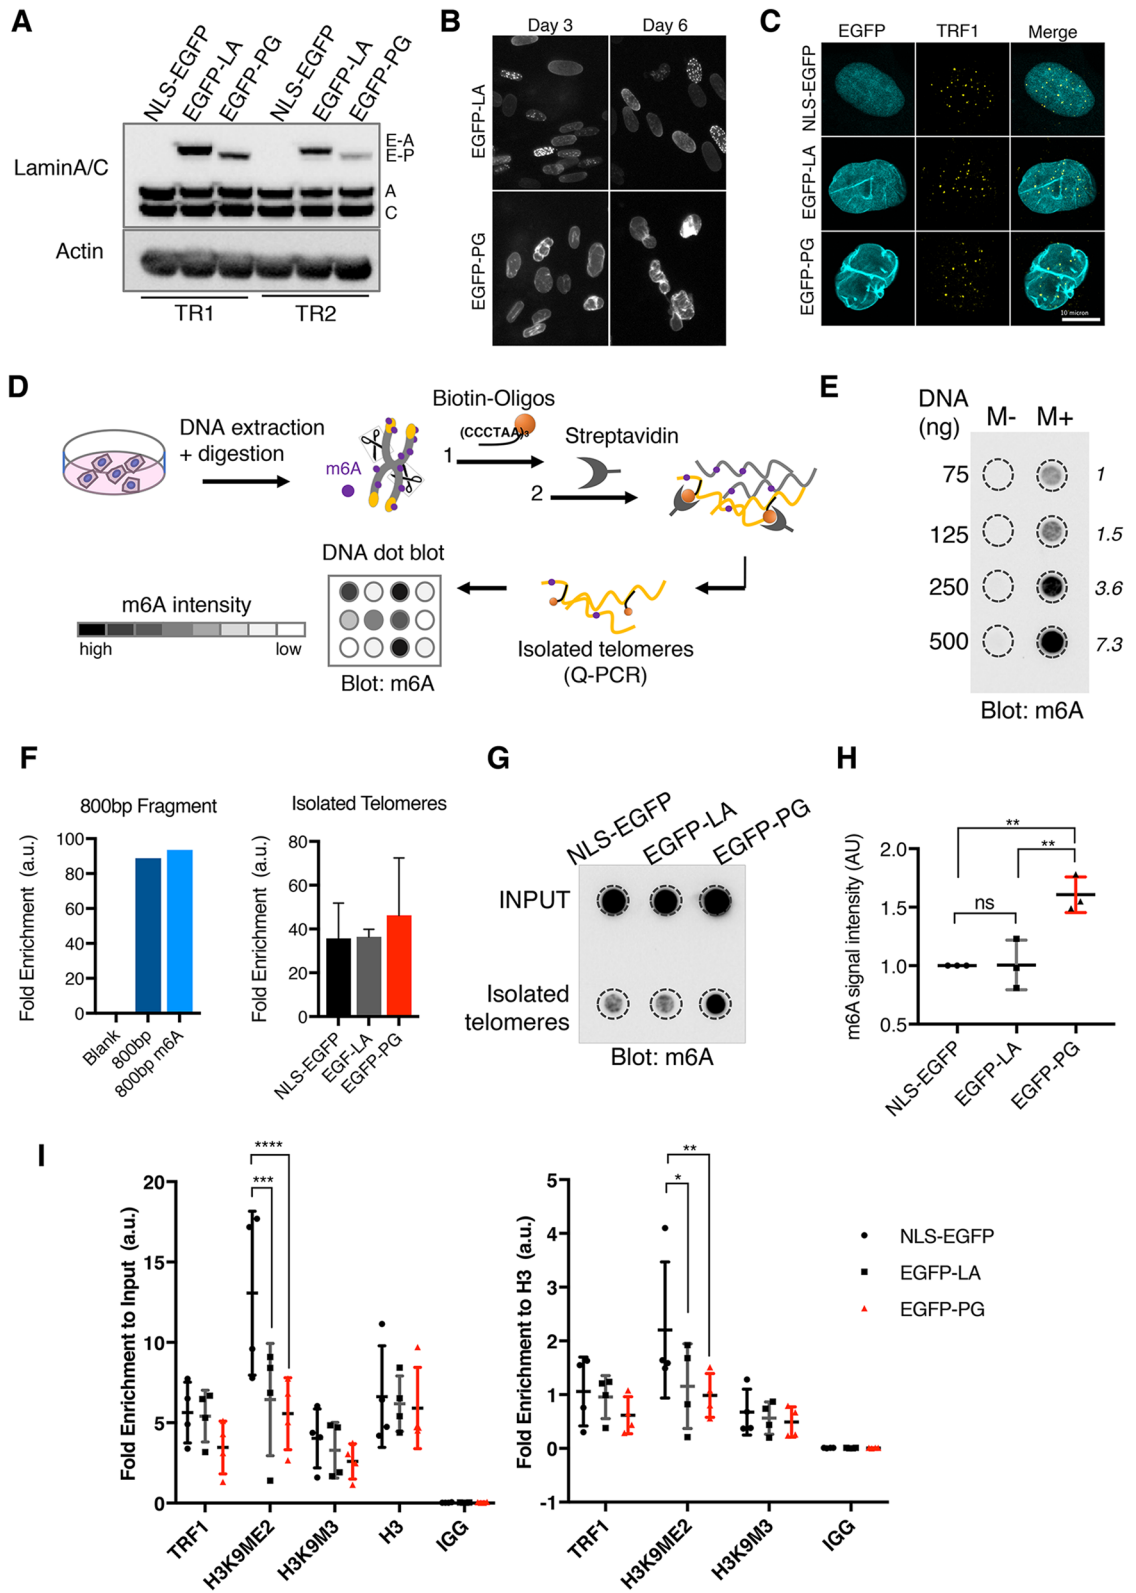 A
NLS-EGFP
EGFP-LA
EGFP-PG
NLS-EGFP
EGFP-LA
EGFP-PG
LaminA/C
E-A
E-P
A
C
Actin
TR1
TR2
B
Day 3
Day 6
EGFP-LA
EGFP-PG
C
EGFP
TRF1
Merge
NLS-EGFP
EGFP-LA
EGFP-PG
10 micron
D
DNA extraction
+ digestion
m6A
Biotin-Oligos
(CCCTAA)3
1
Streptavidin
2
DNA dot blot
m6A intensity
high
low
Blot: m6A
Isolated telomeres
(Q-PCR)
E
DNA
(ng)
M-
M+
75
1
125
1.5
250
3.6
500
7.3
Blot: m6A
F
800bp Fragment
Fold Enrichment (a.u.)
100
80
60
40
20
0
Blank
800bp
800bp m6A
Isolated Telomeres
Fold Enrichment (a.u.)
80
60
40
20
0
NLS-EGFP
EGF-LA
EGFP-PG
G
NLS-EGFP
EGFP-LA
EGFP-PG
INPUT
Isolated
telomeres
Blot: m6A
H
m6A signal intensity (AU)
2.0
1.5
1.0
0.5
**
**
ns
NLS-EGFP
EGFP-LA
EGFP-PG
I
Fold Enrichment to Input (a.u.)
20
15
10
5
0
****
***
TRF1
H3K9ME2
H3K9M3
H3
IGG
Fold Enrichment to H3 (a.u.)
5
4
3
2
1
0
-1
**
*
TRF1
H3K9ME2
H3K9M3
IGG
NLS-EGFP
EGFP-LA
EGFP-PG